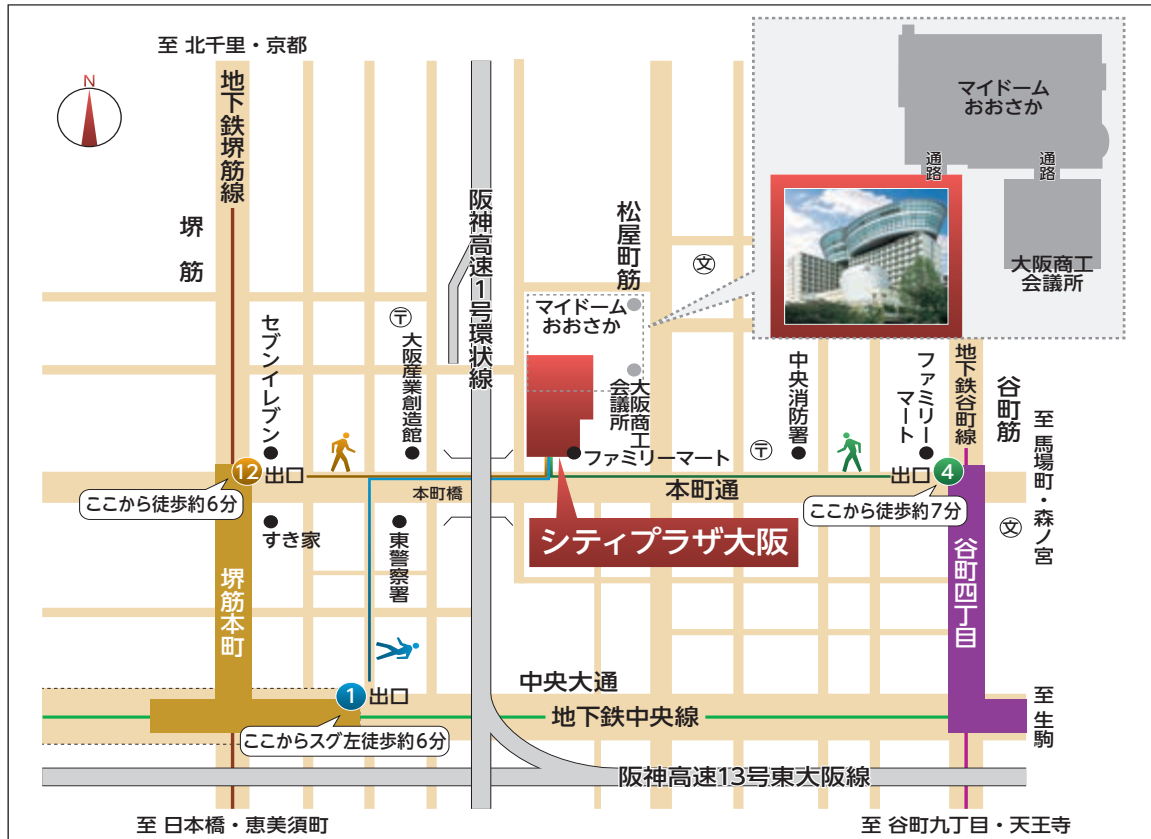 至 北千里・京都
N
地下鉄堺筋線
堺筋
阪神高速1号環状線
松屋町筋
文
マイドーム
おおさか
通路
通路
大阪商工
会議所
マイドーム
おおさか
大阪商工
会議所
セブンイレブン
〒
大阪産業創造館
中央消防署
ファミリー
マート
地下鉄谷町線
谷町筋
至 馬場町・森ノ宮
12
出口
ここから徒歩約6分
本町橋
ファミリーマート
〒
本町通
出口
4
ここから徒歩約7分
文
すき家
東警察署
シティプラザ大阪
堺筋本町
谷町四丁目
1
出口
ここからスグ左徒歩約6分
中央大通
地下鉄中央線
至 生駒
阪神高速13号東大阪線
至 日本橋・恵美須町
至 谷町九丁目・天王寺